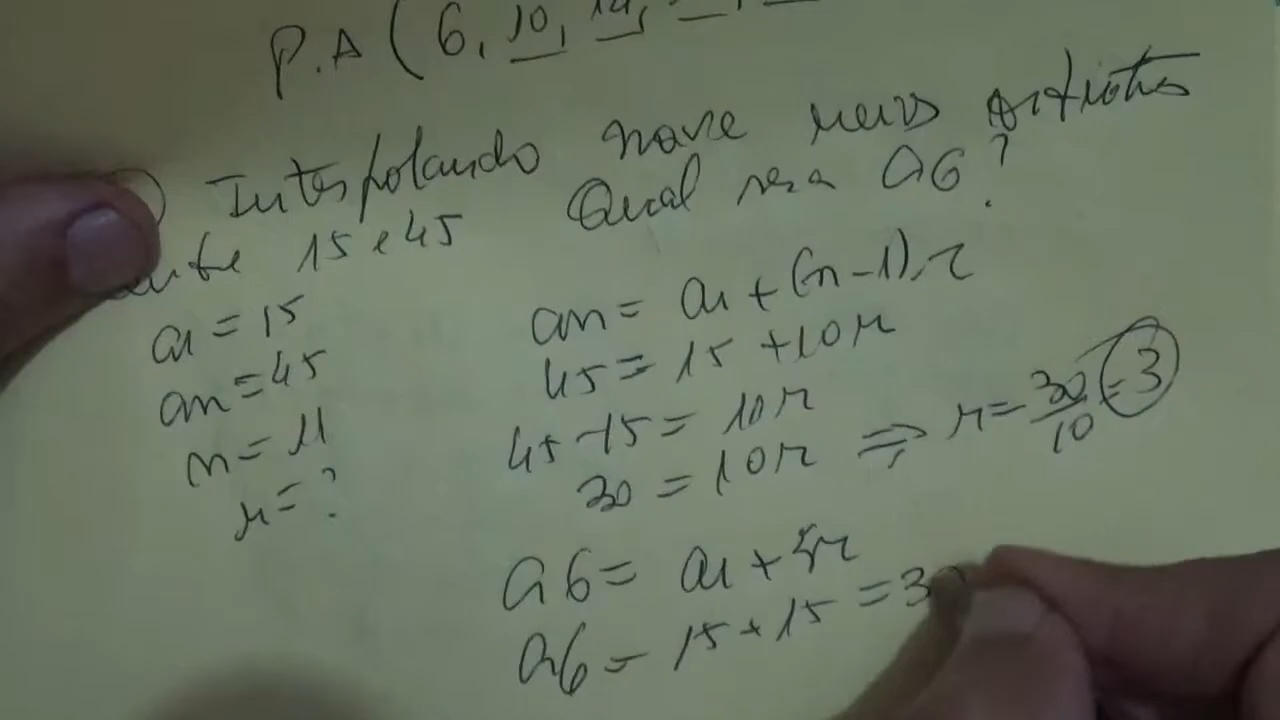 P.A (6, 10, 14,
Interpolando nove meios aritméticos
entre 15 e 45 Qual será a6?
a1 = 15
an = 45
n = 11
r = ?
an = a1 + (n-1).r
45 = 15 + 10r
45 - 15 = 10r
30 = 10r ⇒ r = 30/10 = 3
a6 = a1 + 5r
a6 = 15 + 15 = 30